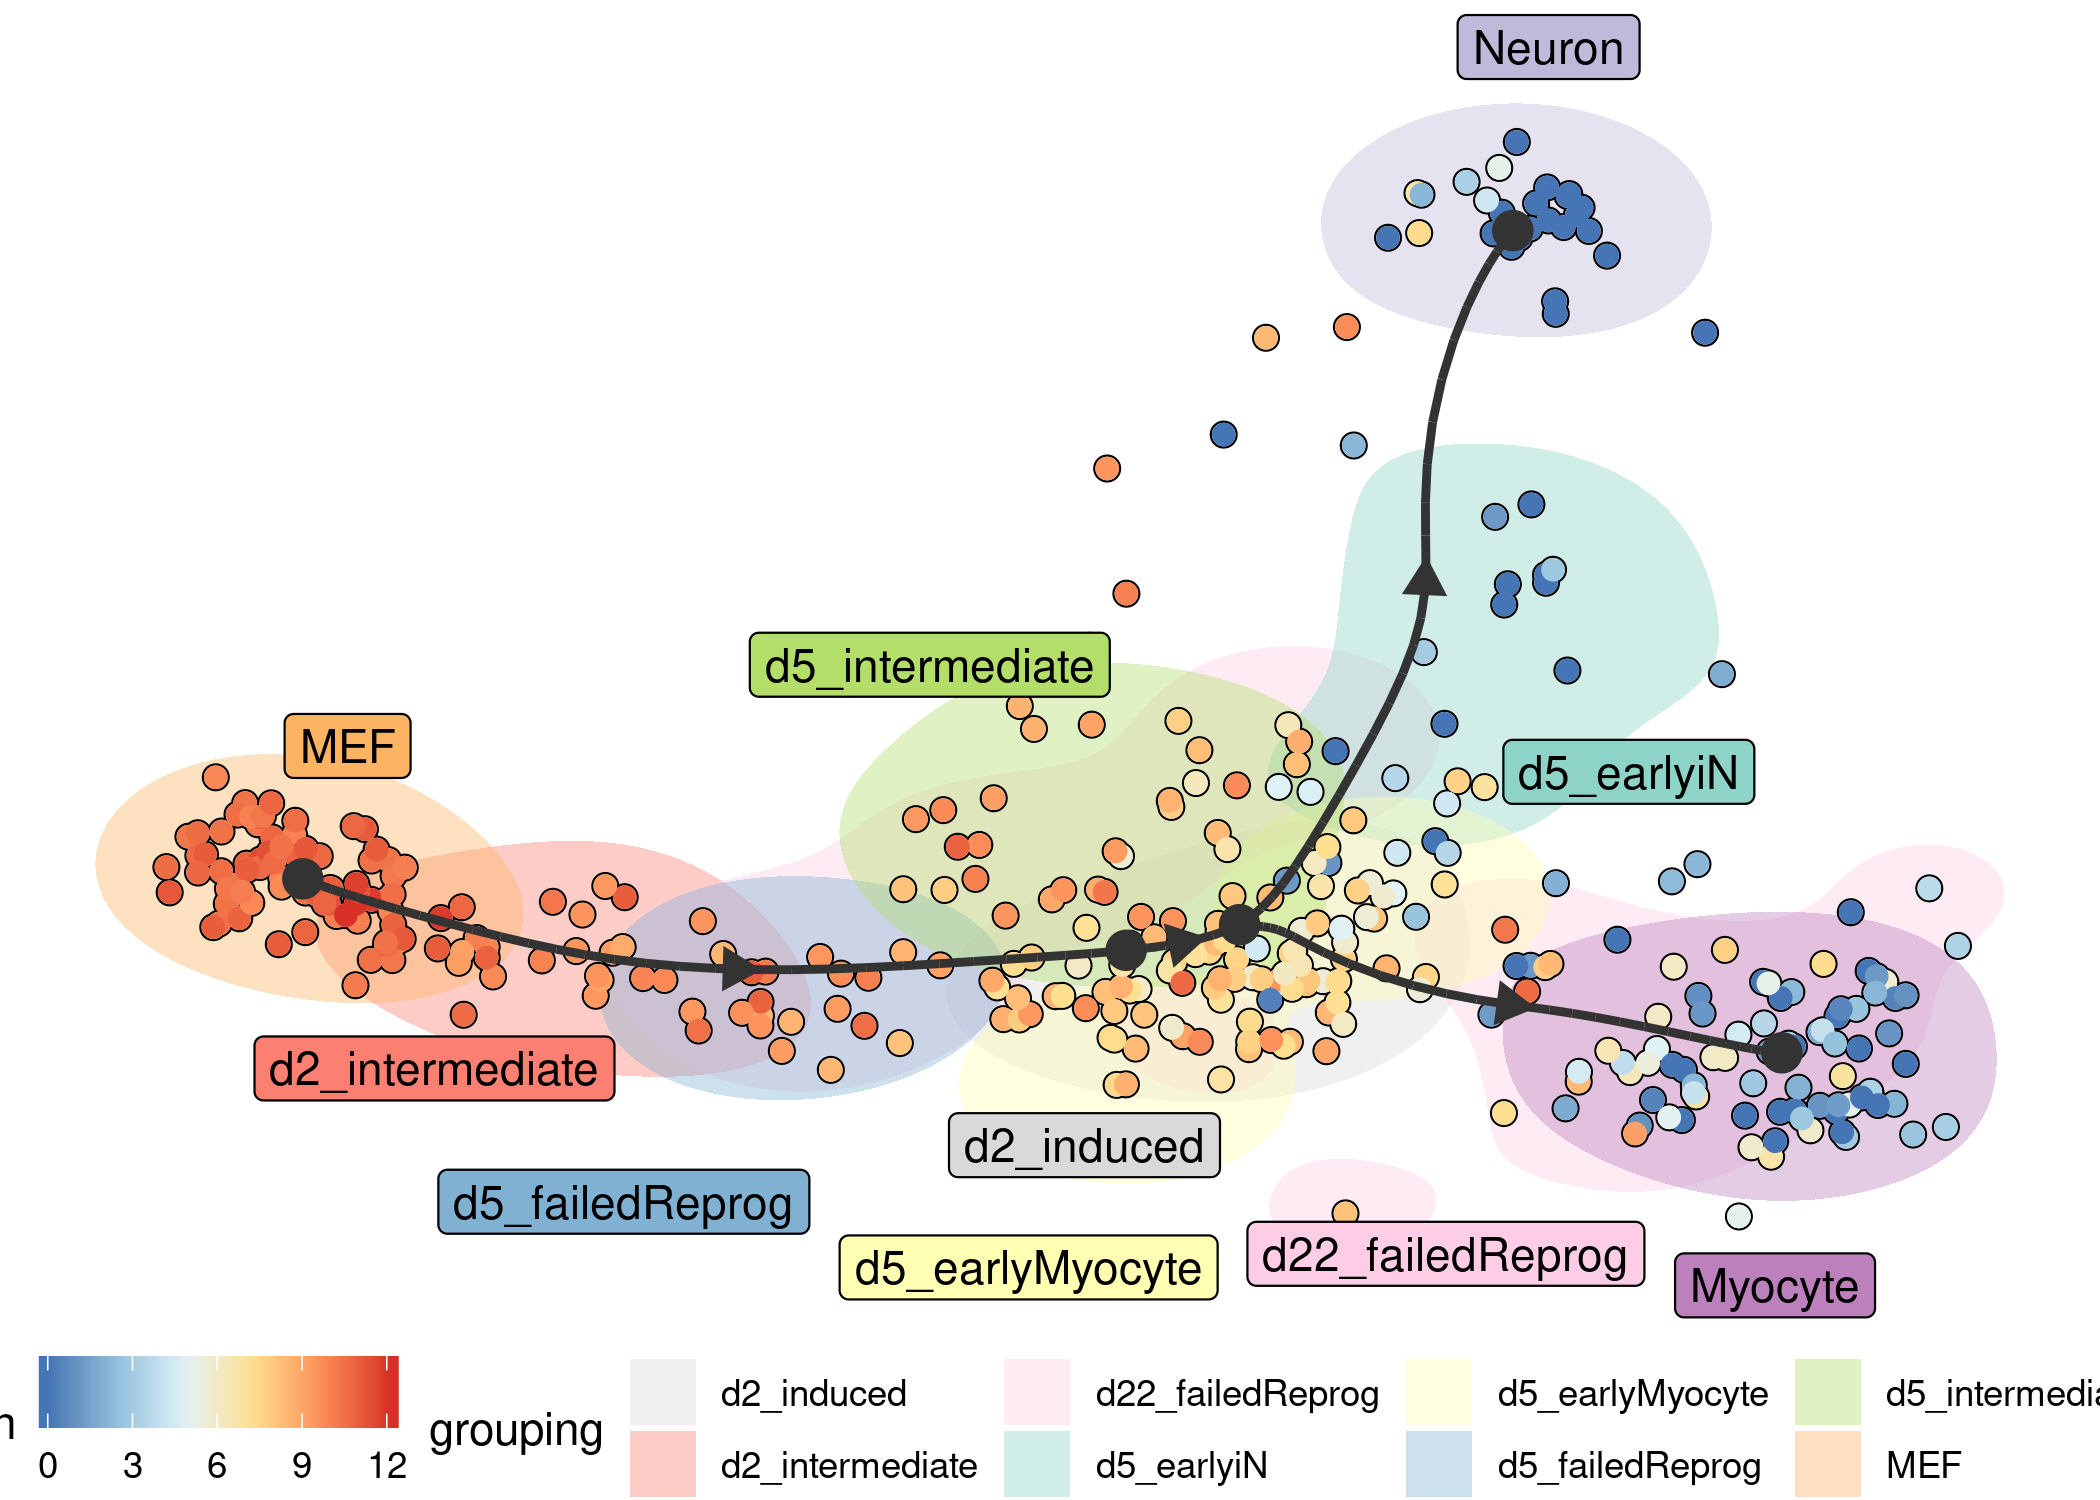 Neuron
d5_intermediate
MEF
d5_earlyiN
d2_intermediate
d2_induced
d5_failedReprog
d5_earlyMyocyte
d22_failedReprog
Myocyte
0 3 6 9 12
grouping
d2_induced d22_failedReprog d5_earlyMyocyte
d2_intermediate d5_earlyiN d5_failedReprog MEF